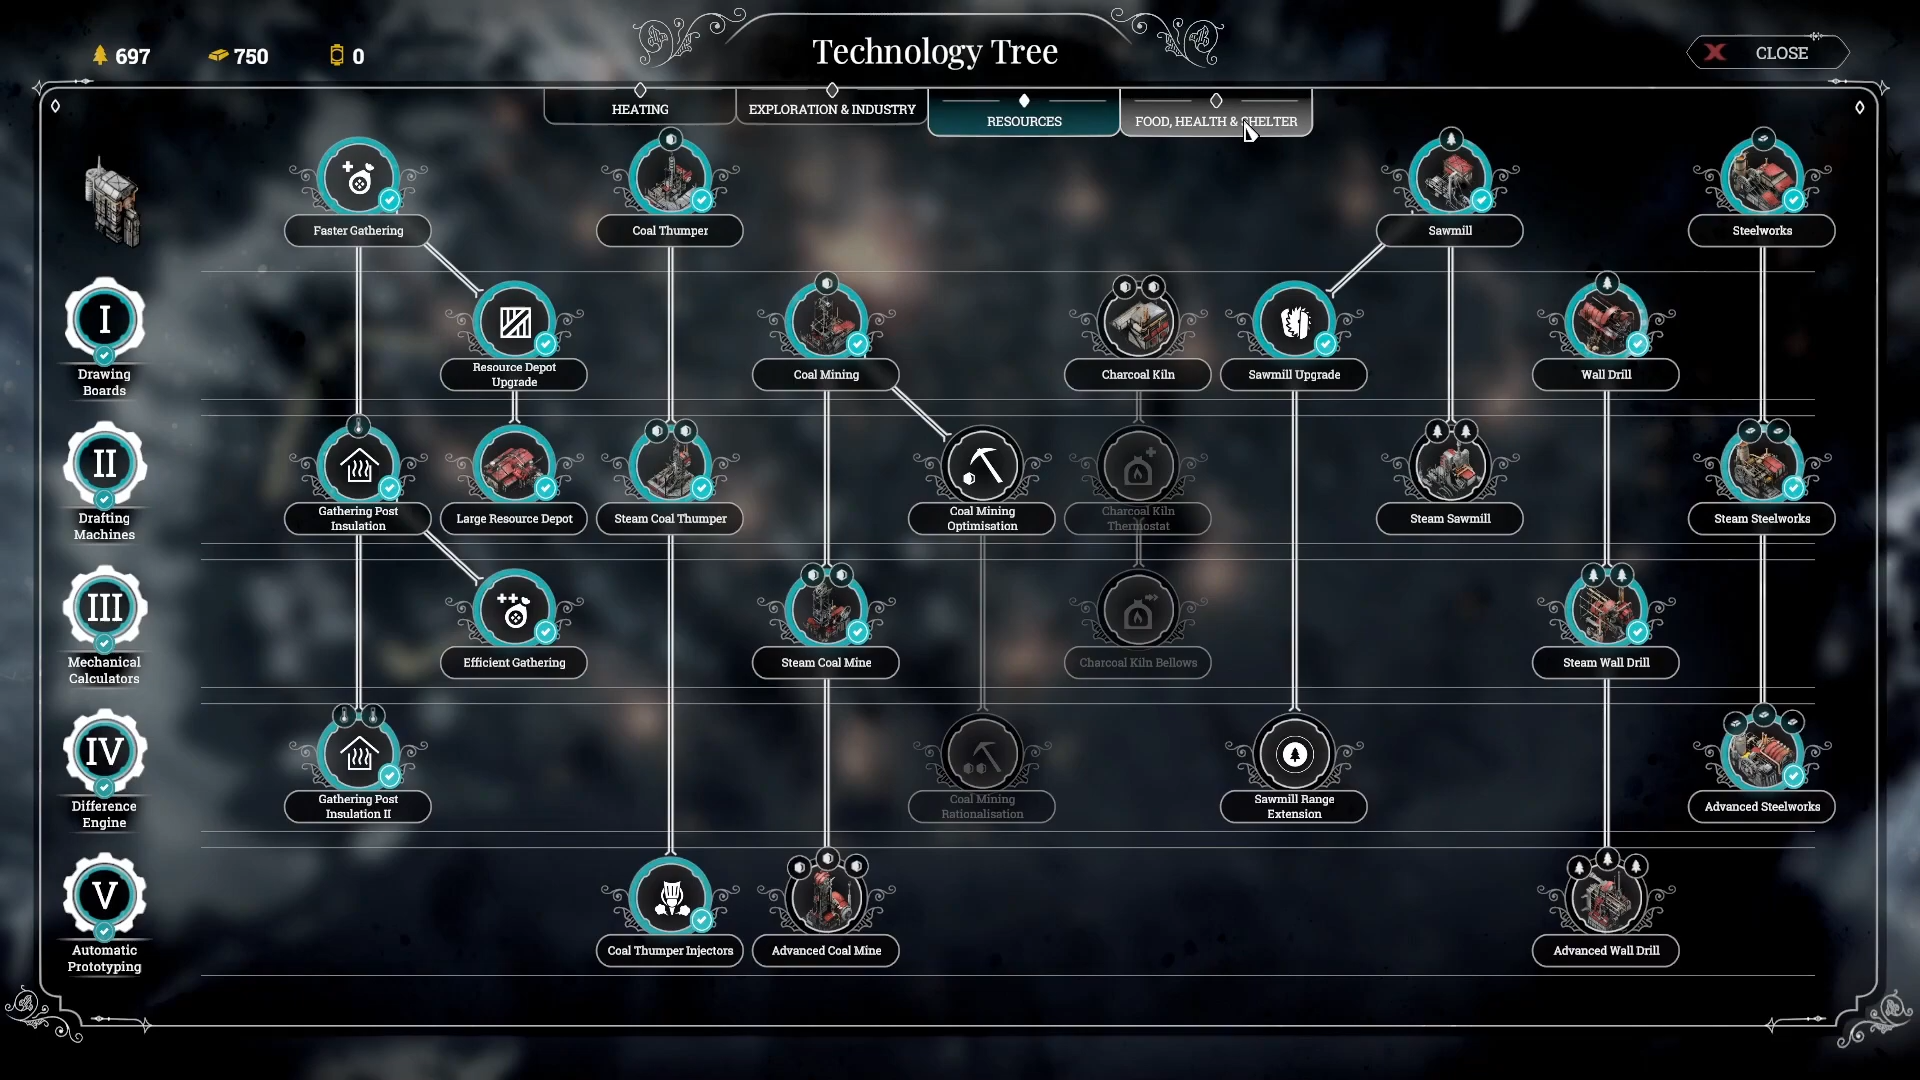 697
750
0
Technology Tree
CLOSE
HEATING
EXPLORATION & INDUSTRY
RESOURCES
FOOD, HEALTH & SHELTER
Faster Gathering
Coal Thumper
Sawmill
Steelworks
I
Drawing
Boards
Resource Depot
Upgrade
Coal Mining
Charcoal Kiln
Sawmill Upgrade
Wall Drill
II
Drafting
Machines
Gathering Post
Insulation
Large Resource Depot
Steam Coal Thumper
Coal Mining
Optimisation
Charcoal Kiln
Thermostat
Steam Sawmill
Steam Steelworks
III
Mechanical
Calculators
Efficient Gathering
Steam Coal Mine
Charcoal Kiln Bellows
Steam Wall Drill
IV
Difference
Engine
Gathering Post
Insulation II
Coal Mining
Rationalisation
Sawmill Range
Extension
Advanced Steelworks
V
Automatic
Prototyping
Coal Thumper Injectors
Advanced Coal Mine
Advanced Wall Drill